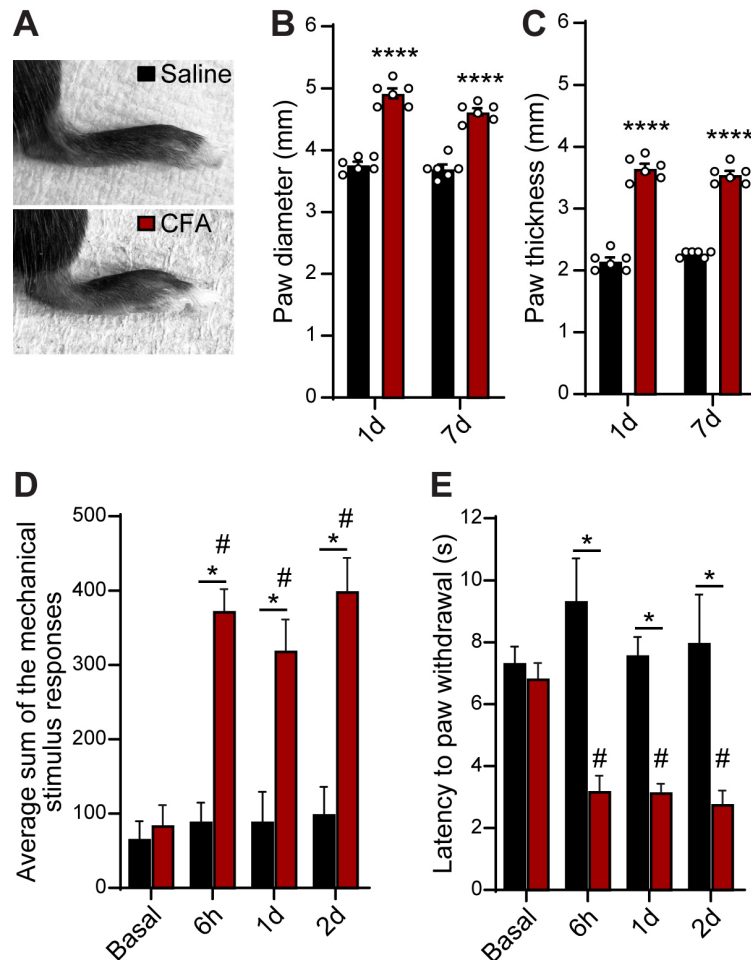 A
Saline
CFA
B
Paw diameter (mm)
6
5
4
3
2
1
0
****
****
1d
7d
C
Paw thickness (mm)
6
5
4
3
2
1
0
****
****
1d
7d
D
Average sum of the mechanical
stimulus responses
500
400
300
200
100
0
#
*
#
*
#
*
Basal
6h
1d
2d
E
Latency to paw withdrawal (s)
12
10
8
6
4
2
0
*
*
*
#
#
#
Basal
6h
1d
2d